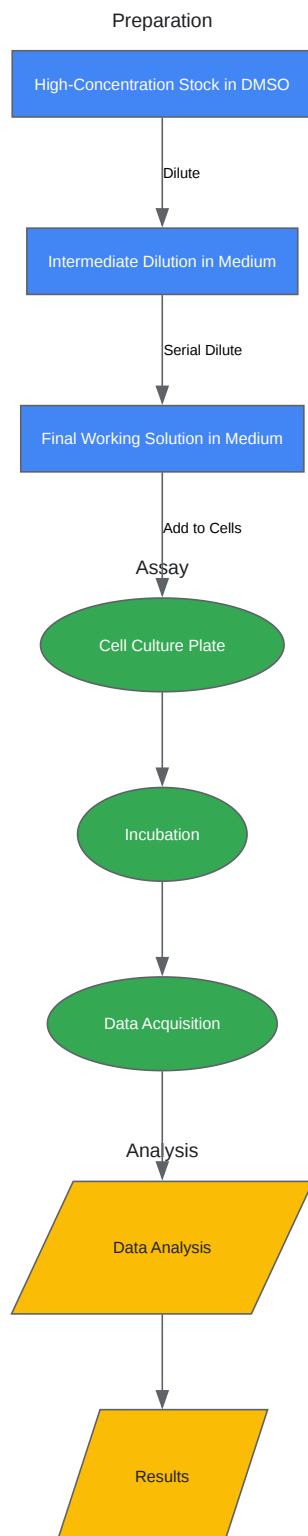 Preparation
High-Concentration Stock in DMSO
Dilute
Intermediate Dilution in Medium
Serial Dilute
Final Working Solution in Medium
Add to Cells
Assay
Cell Culture Plate
Incubation
Data Acquisition
Analysis
Data Analysis
Results